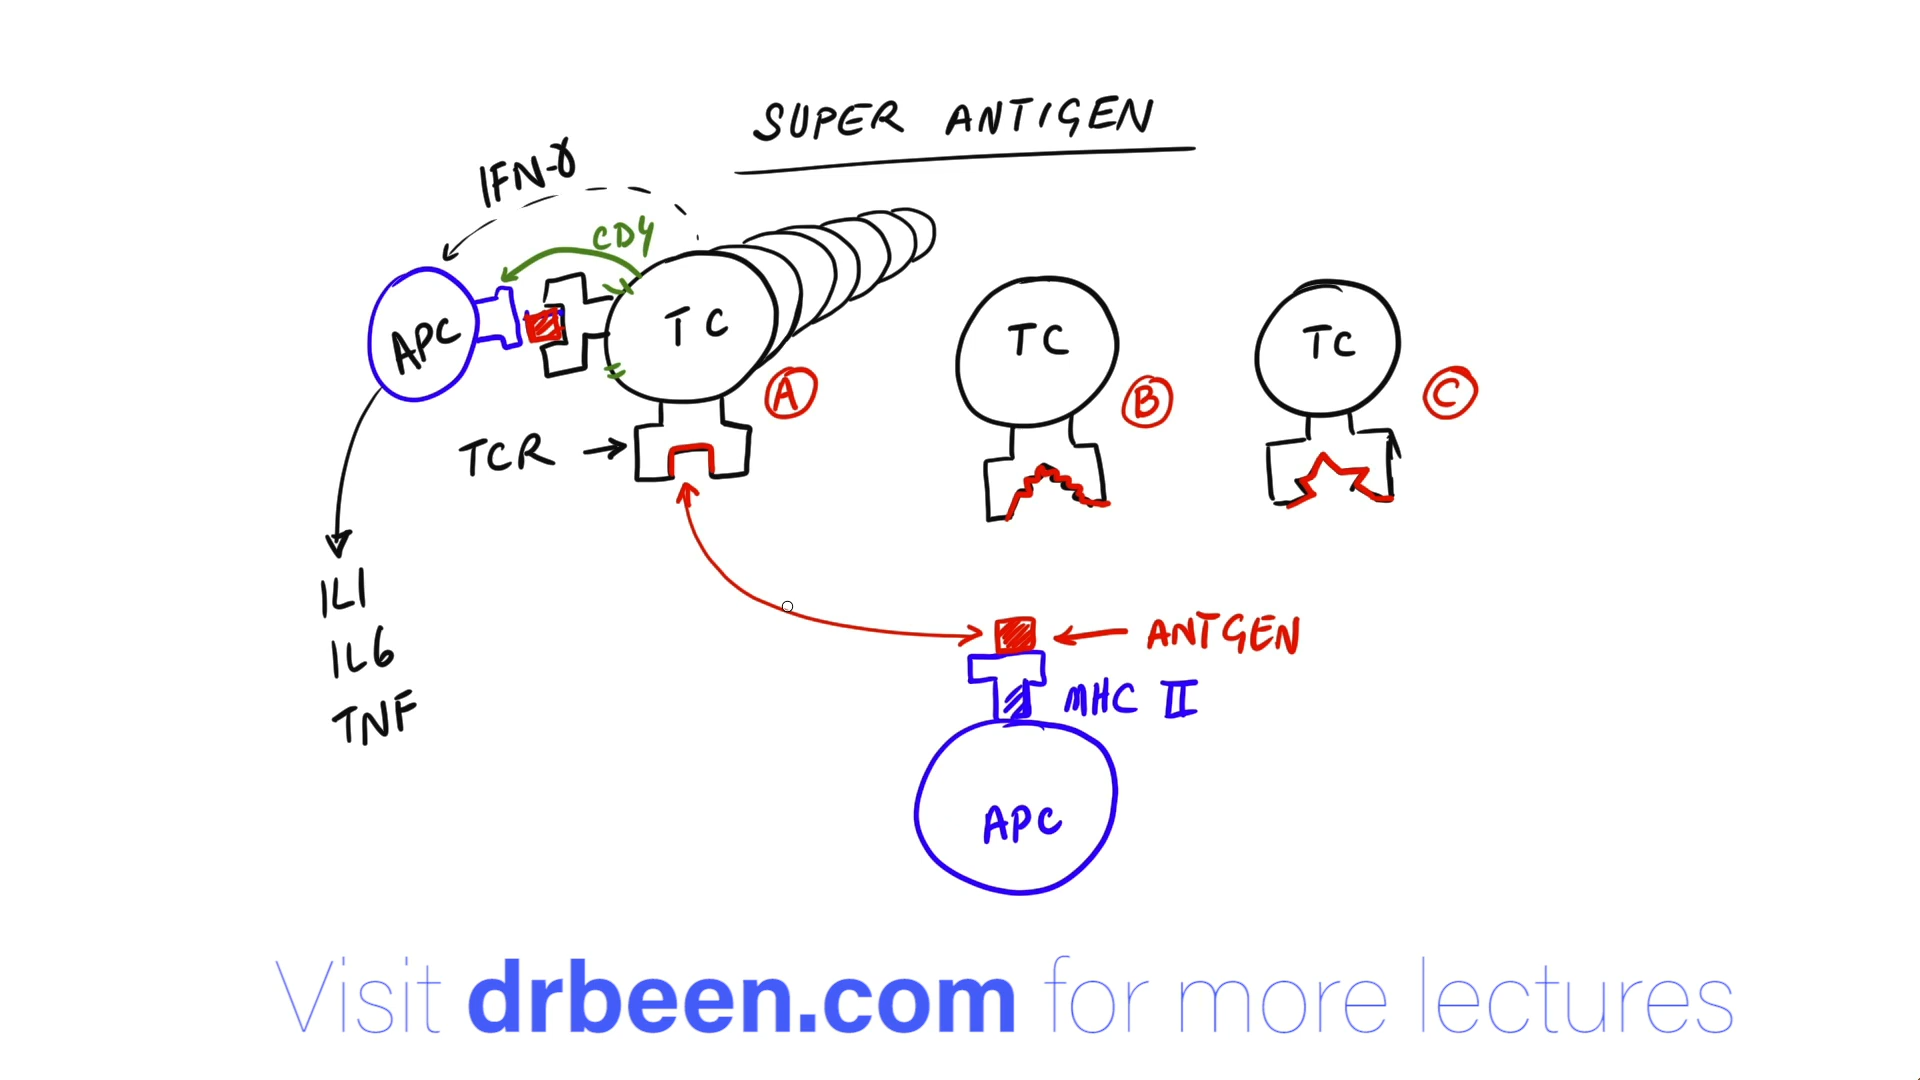 SUPER ANTIGEN
IFN-γ
CD4
APC
TC
TC
TC
A
B
C
TCR →
IL1
IL6
TNF
ANTGEN
MHC II
APC
Visit drbeen.com for more lectures